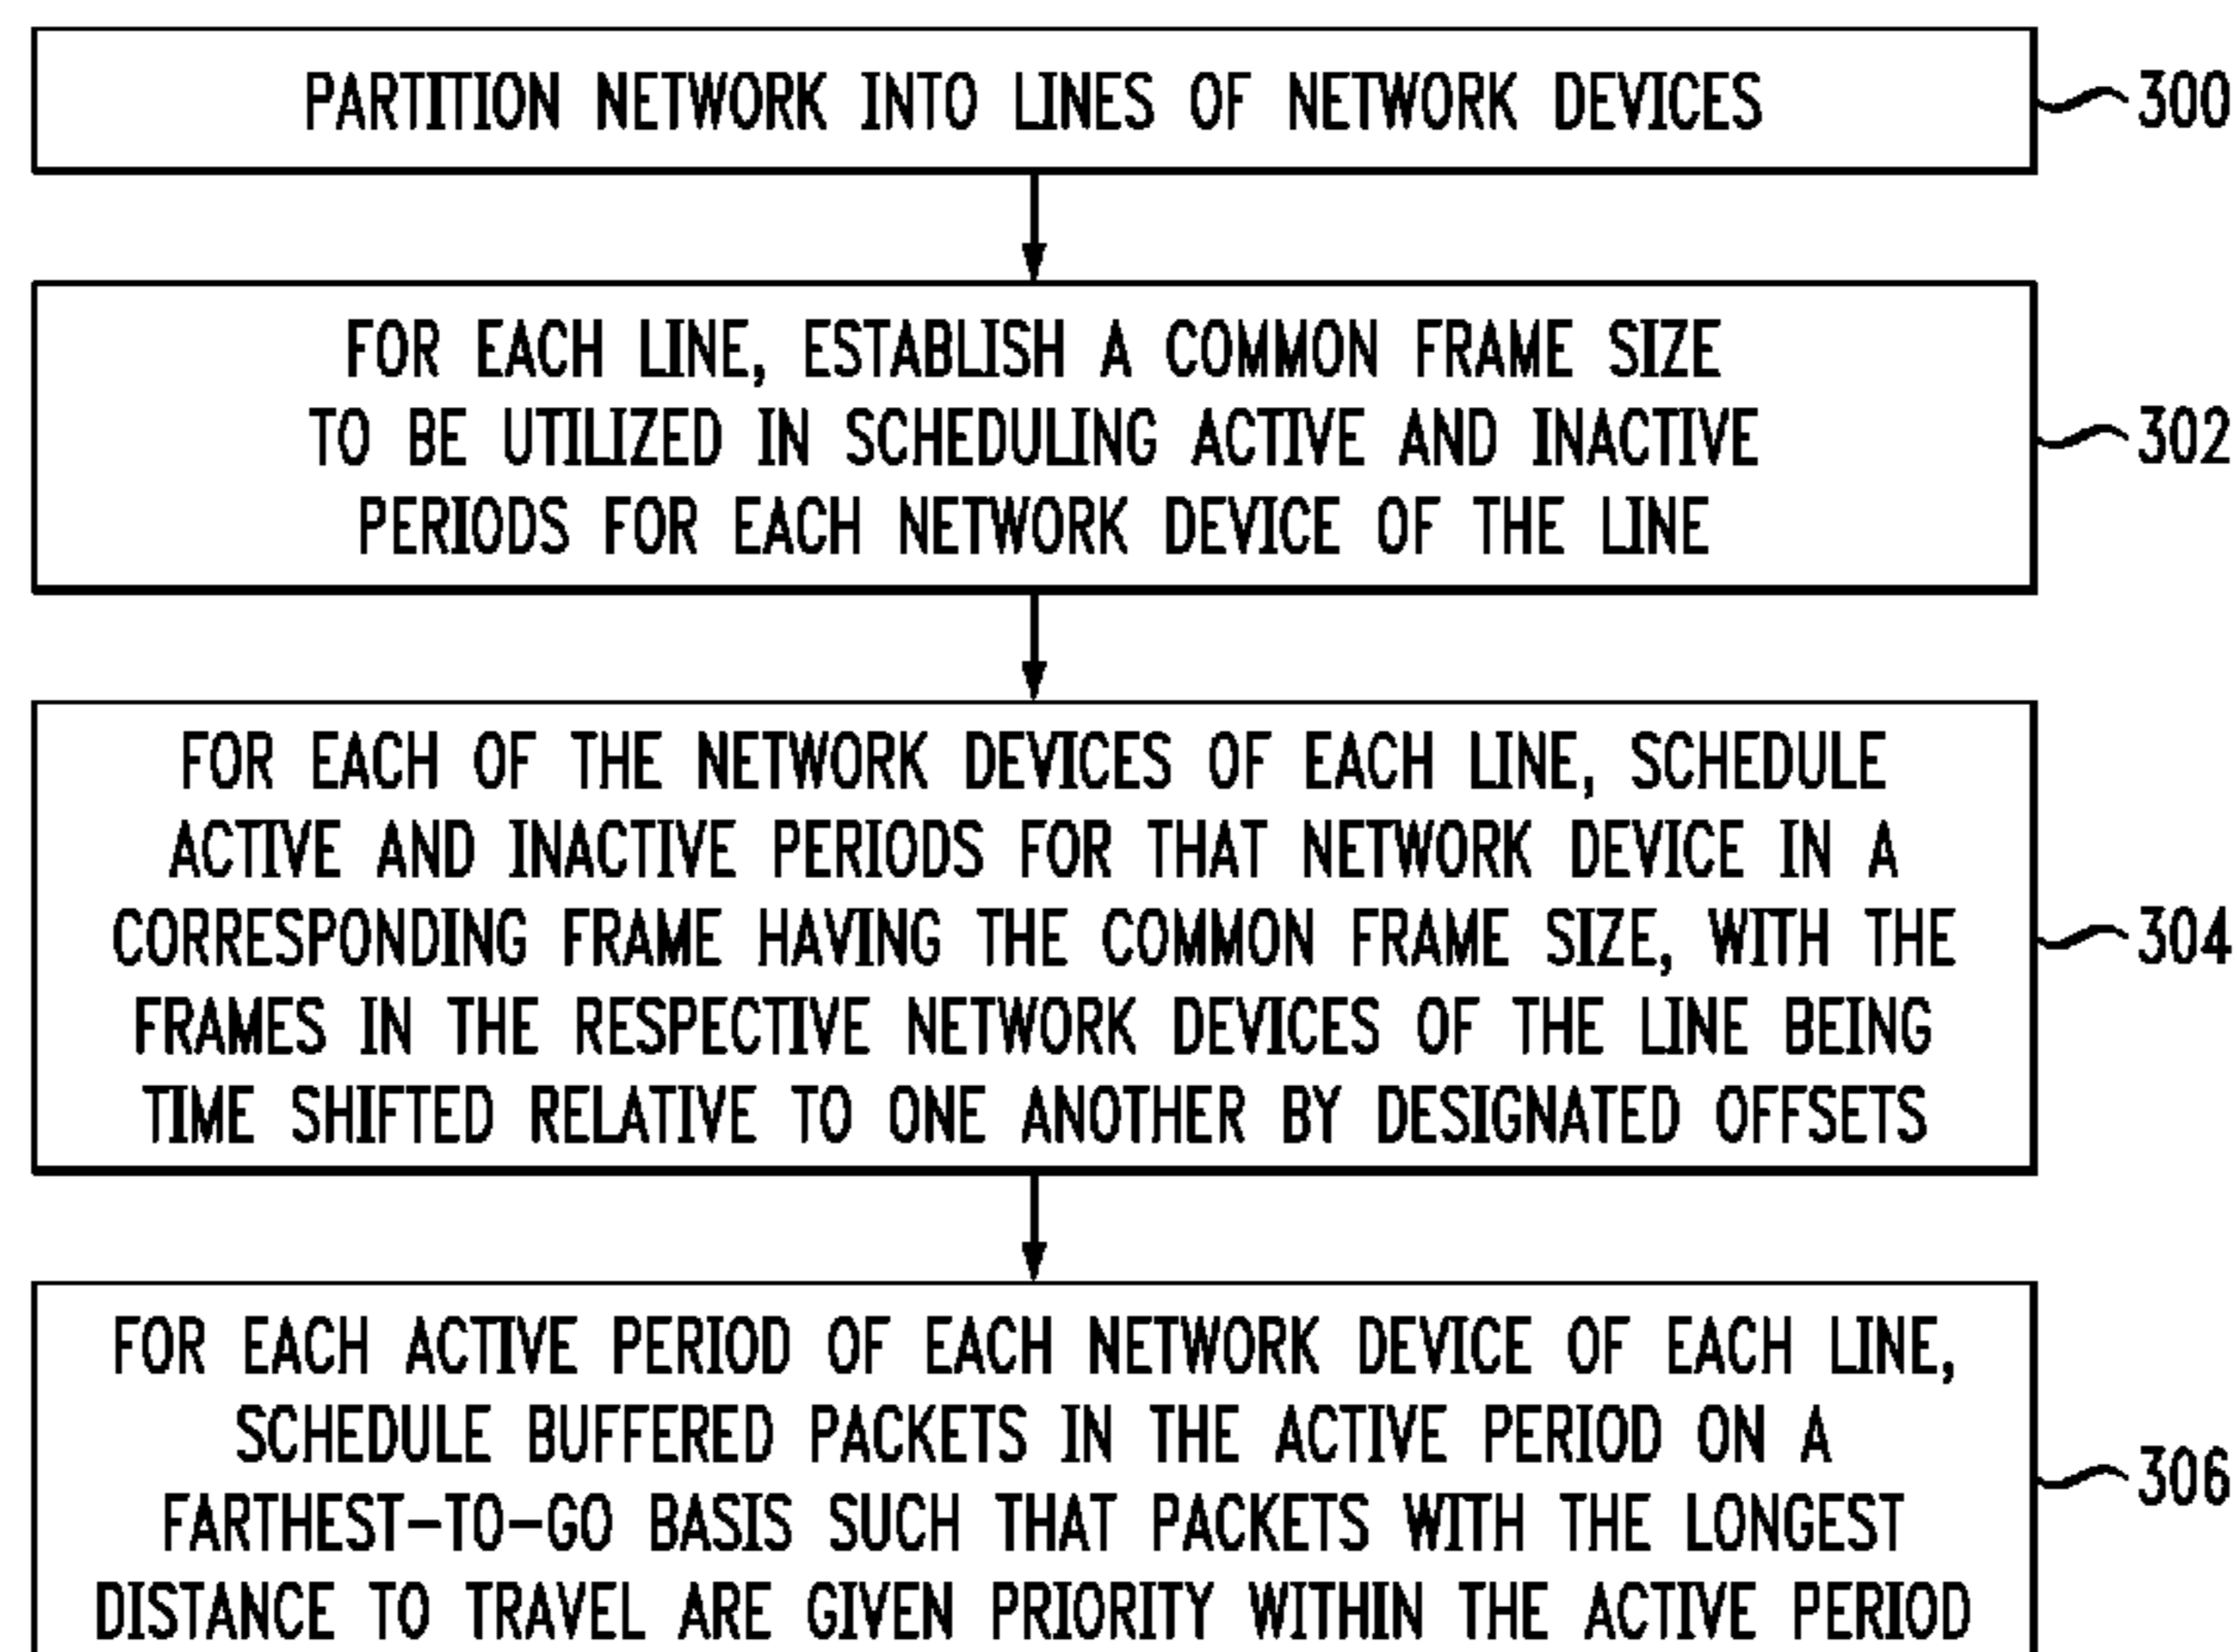 PARTITION NETWORK INTO LINES OF NETWORK DEVICES
300
FOR EACH LINE, ESTABLISH A COMMON FRAME SIZE
TO BE UTILIZED IN SCHEDULING ACTIVE AND INACTIVE
PERIODS FOR EACH NETWORK DEVICE OF THE LINE
302
FOR EACH OF THE NETWORK DEVICES OF EACH LINE, SCHEDULE
ACTIVE AND INACTIVE PERIODS FOR THAT NETWORK DEVICE IN A
CORRESPONDING FRAME HAVING THE COMMON FRAME SIZE, WITH THE
FRAMES IN THE RESPECTIVE NETWORK DEVICES OF THE LINE BEING
TIME SHIFTED RELATIVE TO ONE ANOTHER BY DESIGNATED OFFSETS
304
FOR EACH ACTIVE PERIOD OF EACH NETWORK DEVICE OF EACH LINE,
SCHEDULE BUFFERED PACKETS IN THE ACTIVE PERIOD ON A
FARTHEST-TO-GO BASIS SUCH THAT PACKETS WITH THE LONGEST
DISTANCE TO TRAVEL ARE GIVEN PRIORITY WITHIN THE ACTIVE PERIOD
306